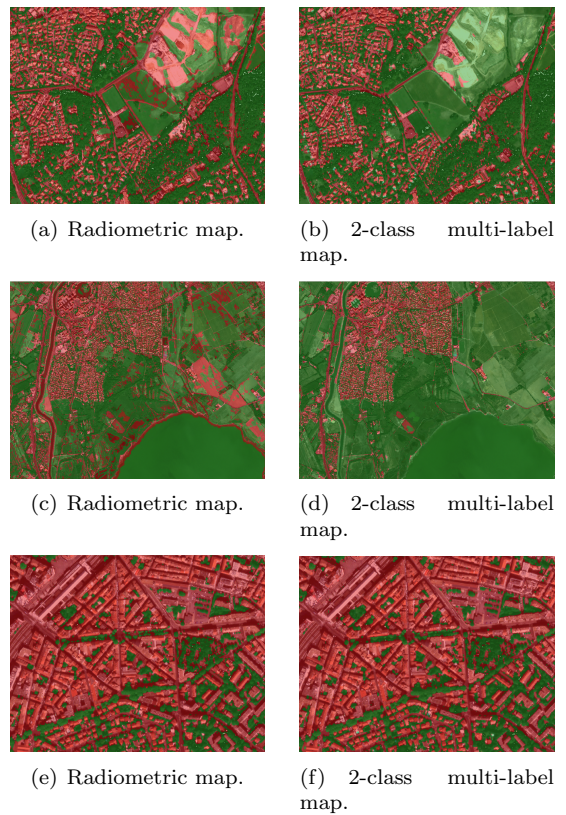 (a) Radiometric map.
(b) 2-class multi-label
map.
(c) Radiometric map.
(d) 2-class multi-label
map.
(e) Radiometric map.
(f) 2-class multi-label
map.